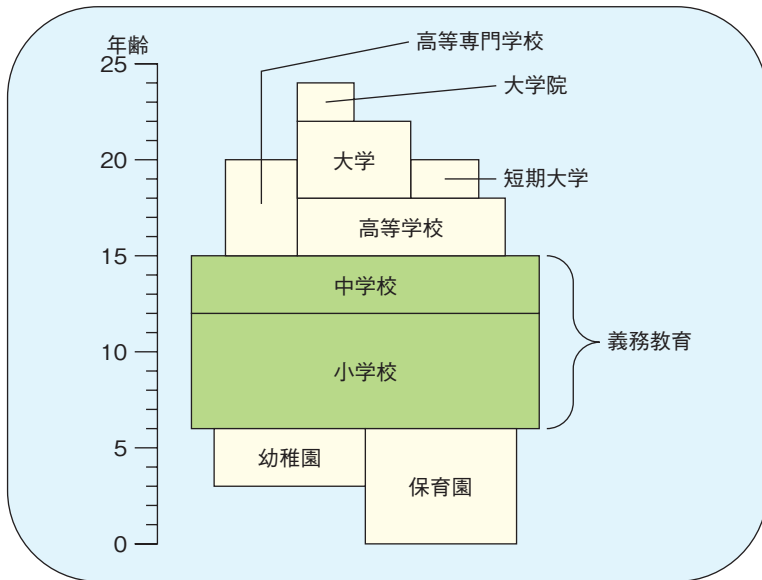 年齢
高等専門学校
25
大学院
20
大学
短期大学
高等学校
15
中学校
義務教育
10
小学校
5
幼稚園
保育園
0